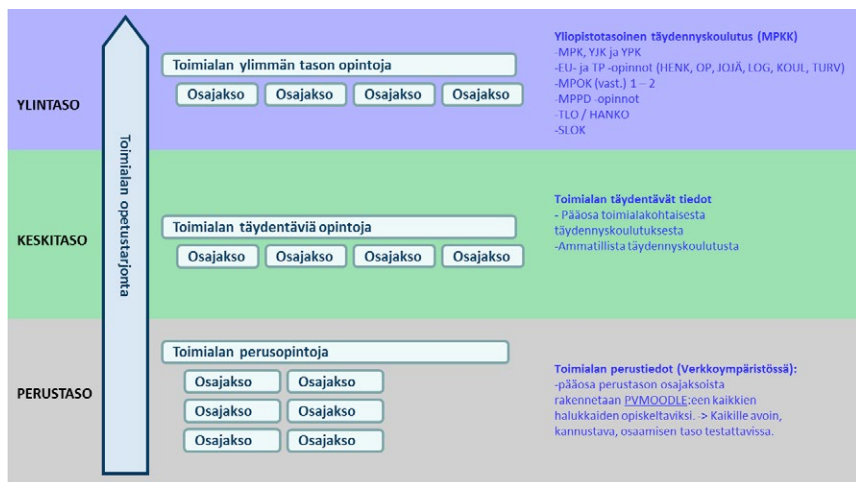 Toimialan opetustarjonta
YLINTASO
Toimialan ylimmän tason opintoja
Osajakso Osajakso Osajakso Osajakso
Yliopistotasoinen täydennyskoulutus (MPKK)
-MPK, YJK ja YPK
-EU- ja TP -opinnot (HENK, OP, JOJÄ, LOG, KOUL, TURV)
-MPOK (vast.) 1 – 2
-MPPD -opinnot
-TLO / HANKO
-SLOK
KESKITASO
Toimialan täydentäviä opintoja
Osajakso Osajakso Osajakso Osajakso
Toimialan täydentävät tiedot
- Pääosa toimialakohtaisesta
täydennyskoulutuksesta
-Ammatillista täydennyskoulutusta
PERUSTASO
Toimialan perusopintoja
Osajakso Osajakso
Osajakso Osajakso
Osajakso Osajakso
Toimialan perustiedot (Verkkoympäristössä):
-pääosa perustason osajaksoista
rakennetaan PVMOODLE:een kaikkien
halukkaiden opiskeltaviksi. -> Kaikille avoin,
kannustava, osaamisen taso testattavissa.